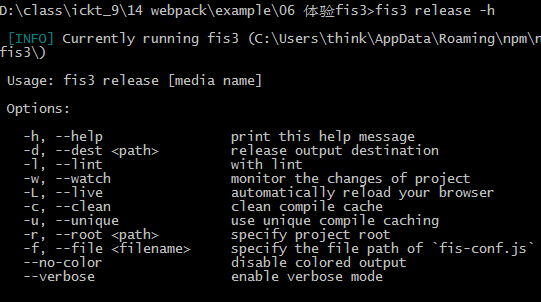 D:\class\ickt_9\14 webpack\example\06 体验fis3>fis3 release -h
[INFO] Currently running fis3 (C:\Users\think\AppData\Roaming\npm\n
fis3\)
Usage: fis3 release [media name]
Options:
-h, --help print this help message
-d, --dest <path> release output destination
-l, --lint with lint
-w, --watch monitor the changes of project
-L, --live automatically reload your browser
-c, --clean clean compile cache
-u, --unique use unique compile caching
-r, --root <path> specify project root
-f, --file <filename> specify the file path of `fis-conf.js`
--no-color disable colored output
--verbose enable verbose mode